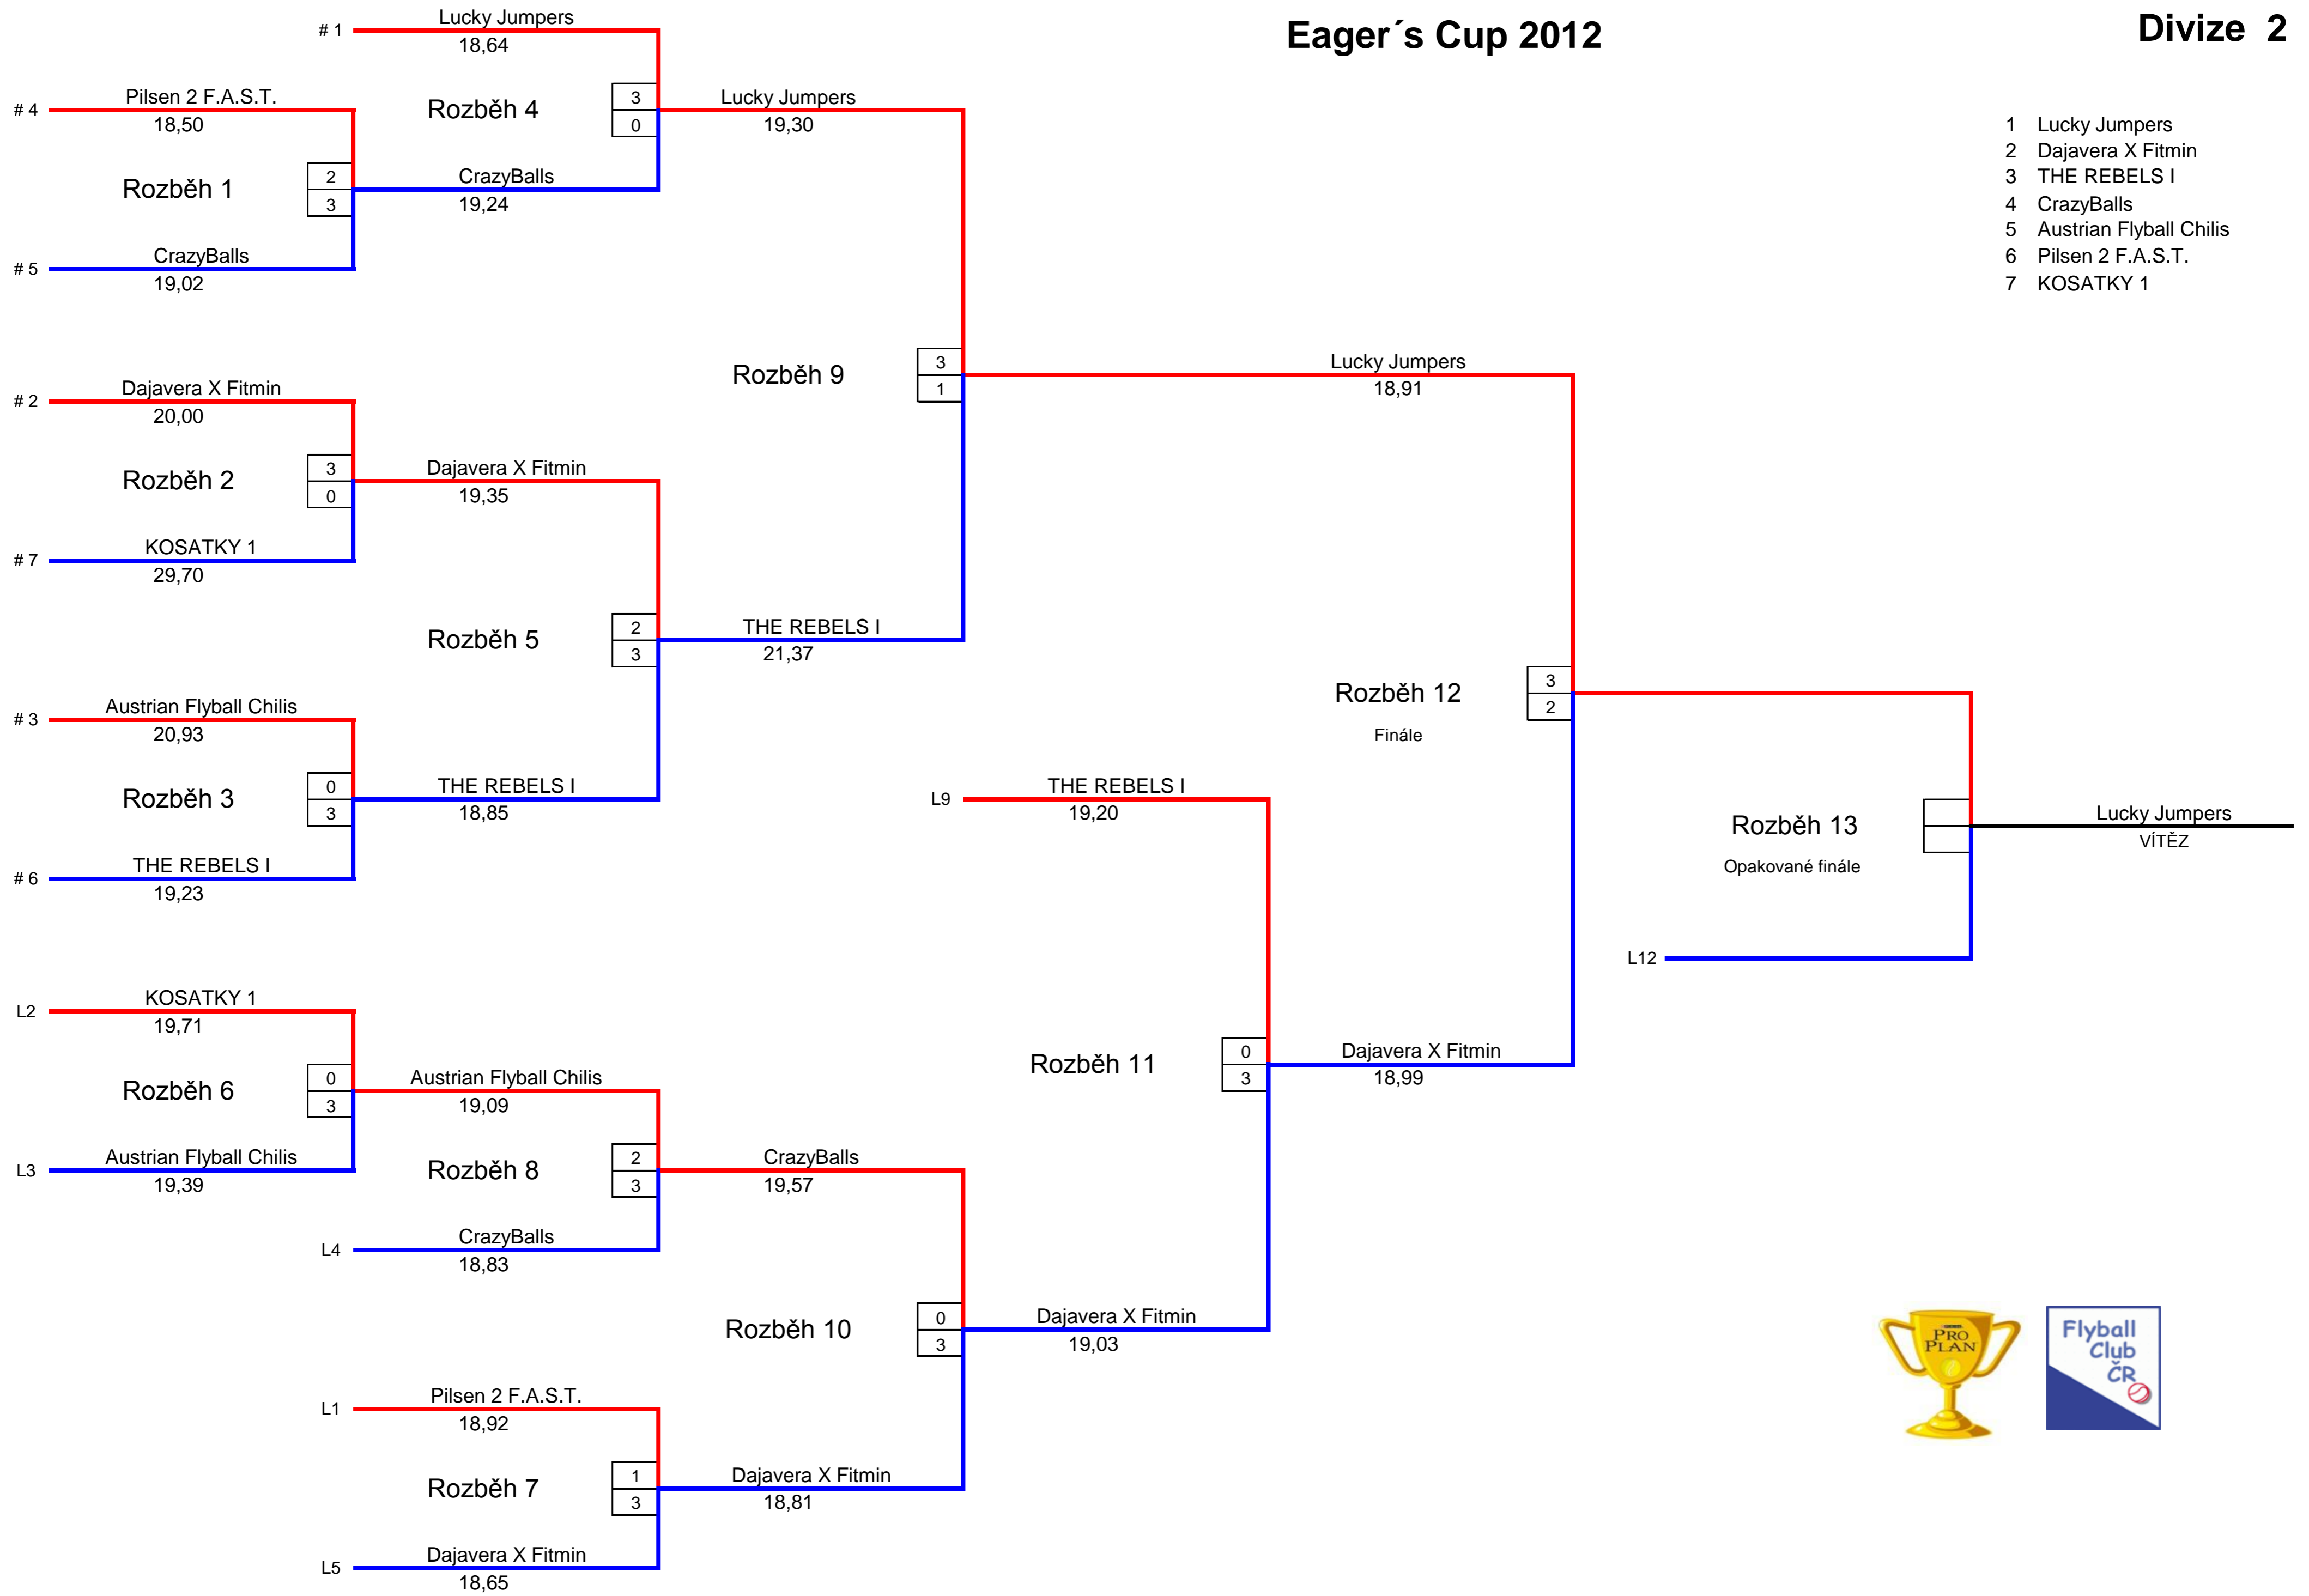 Eager´s Cup 2012
Divize 2
# 1
Lucky Jumpers
18,64
# 4
Pilsen 2 F.A.S.T.
18,50
Rozběh 4
3
0
Lucky Jumpers
19,30
Rozběh 1
2
3
CrazyBalls
19,24
# 5
CrazyBalls
19,02
1 Lucky Jumpers
2 Dajavera X Fitmin
3 THE REBELS I
4 CrazyBalls
5 Austrian Flyball Chilis
6 Pilsen 2 F.A.S.T.
7 KOSATKY 1
Rozběh 9
3
1
Lucky Jumpers
18,91
# 2
Dajavera X Fitmin
20,00
Rozběh 2
3
0
Dajavera X Fitmin
19,35
# 7
KOSATKY 1
29,70
Rozběh 5
2
3
THE REBELS I
21,37
# 3
Austrian Flyball Chilis
20,93
Rozběh 3
0
3
THE REBELS I
18,85
# 6
THE REBELS I
19,23
Rozběh 12
Finále
3
2
L9
THE REBELS I
19,20
Rozběh 13
Opakované finále
Lucky Jumpers
VÍTĚZ
L12
L2
KOSATKY 1
19,71
Rozběh 6
0
3
Austrian Flyball Chilis
19,09
L3
Austrian Flyball Chilis
19,39
Rozběh 8
2
3
CrazyBalls
19,57
L4
CrazyBalls
18,83
Rozběh 11
0
3
Dajavera X Fitmin
18,99
Rozběh 10
0
3
Dajavera X Fitmin
19,03
L1
Pilsen 2 F.A.S.T.
18,92
Rozběh 7
1
3
Dajavera X Fitmin
18,81
L5
Dajavera X Fitmin
18,65
PRO
PLAN
Flyball
Club
ČR